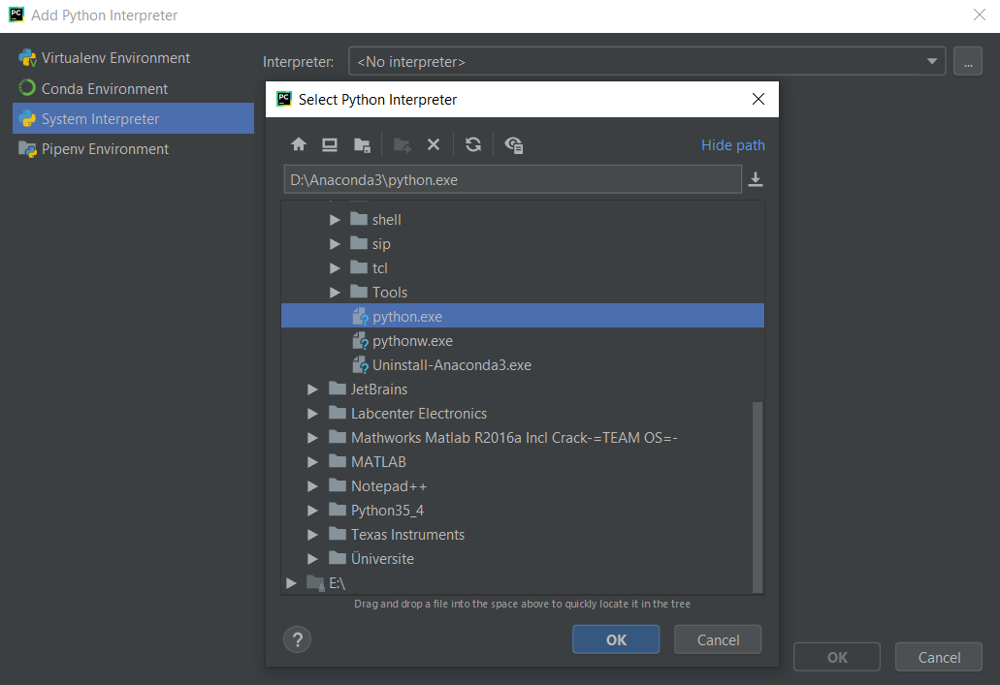 Add Python Interpreter
Virtualenv Environment
Conda Environment
System Interpreter
Pipenv Environment
Interpreter:
<No interpreter>
...
Select Python Interpreter
Hide path
D:\Anaconda3\python.exe
shell
sip
tcl
Tools
python.exe
pythonw.exe
Uninstall-Anaconda3.exe
JetBrains
Labcenter Electronics
Mathworks Matlab R2016a Incl Crack-=TEAM OS=-
MATLAB
Notepad++
Python35_4
Texas Instruments
Üniversite
E:\
Drag and drop a file into the space above to quickly locate it in the tree
?
OK
Cancel
OK
Cancel